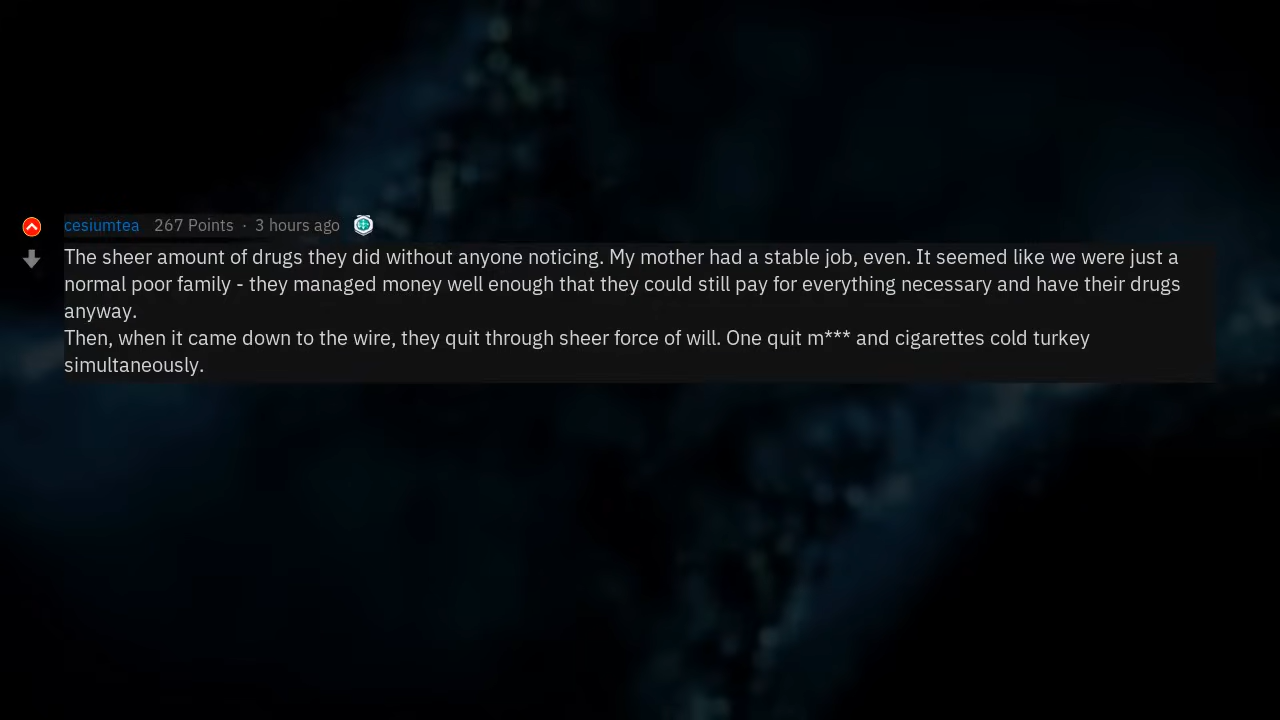 cesiumtea 267 Points · 3 hours ago
The sheer amount of drugs they did without anyone noticing. My mother had a stable job, even. It seemed like we were just a
normal poor family - they managed money well enough that they could still pay for everything necessary and have their drugs
anyway.
Then, when it came down to the wire, they quit through sheer force of will. One quit m*** and cigarettes cold turkey
simultaneously.